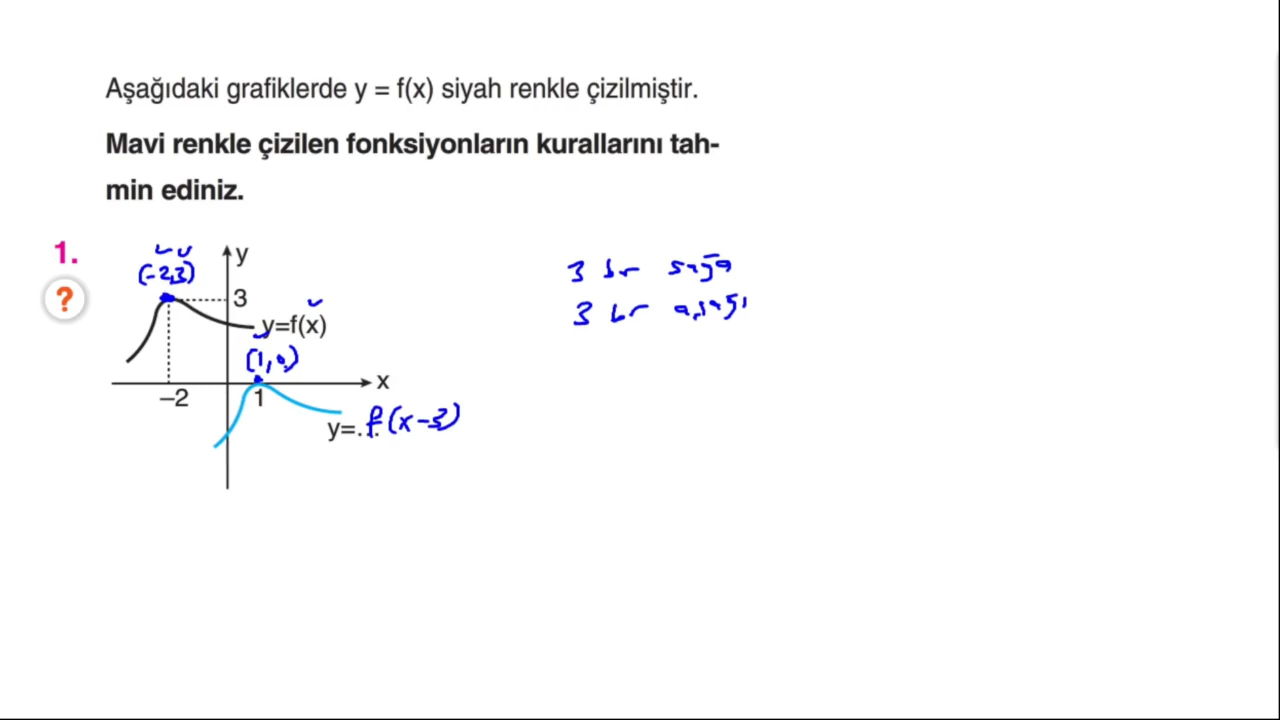 Aşağıdaki grafiklerde y = f(x) siyah renkle çizilmiştir.
Mavi renkle çizilen fonksiyonların kurallarını tah-
min ediniz.
1.
?
y
(-2,3)
3
y=f(x)
(1,0)
x
–2
1
y=.f(x-3)
3 br sağa
3 br aşağı